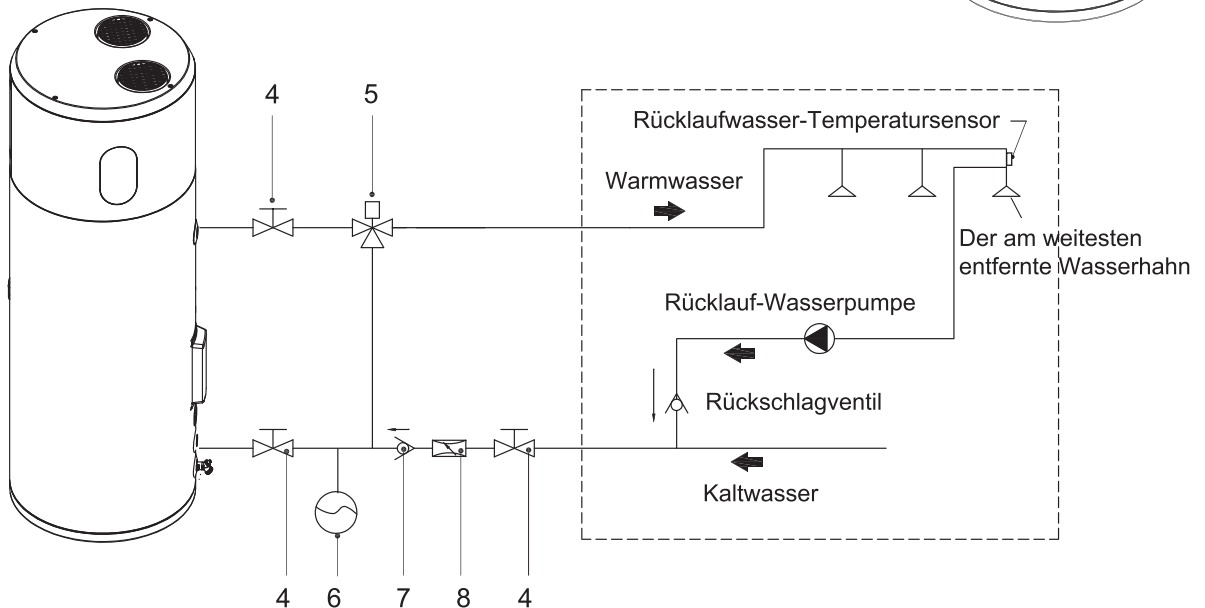 4
5
Rücklaufwasser-Temperatursensor
Warmwasser
Der am weitesten
entfernte Wasserhahn
Rücklauf-Wasserpumpe
Rückschlagventil
Kaltwasser
4
6
7
8
4